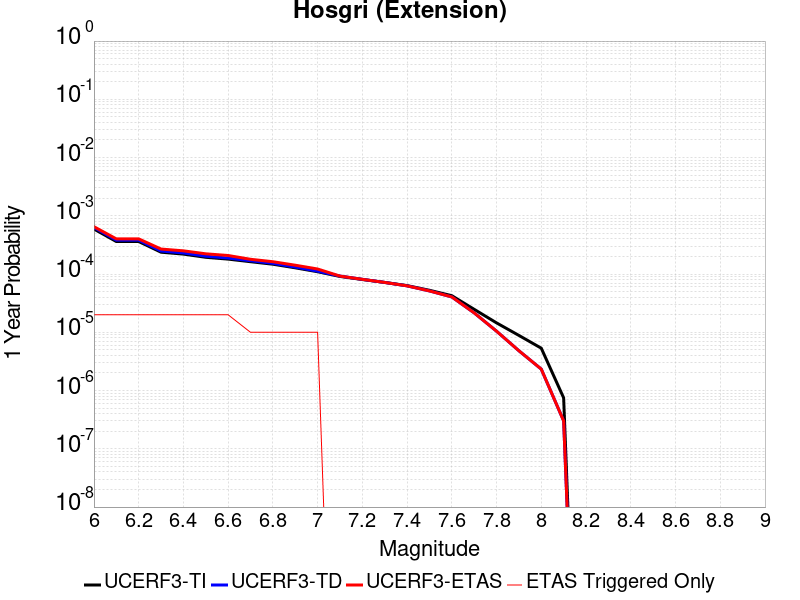 Hosgri (Extension)
10 0
10 -1
10 -2
10 -3
10 -4
10 -5
10 -6
10 -7
10 -8
1 Year Probability
6 6.2 6.4 6.6 6.8 7 7.2 7.4 7.6 7.8 8 8.2 8.4 8.6 8.8 9
Magnitude
UCERF3-TI UCERF3-TD UCERF3-ETAS ETAS Triggered Only